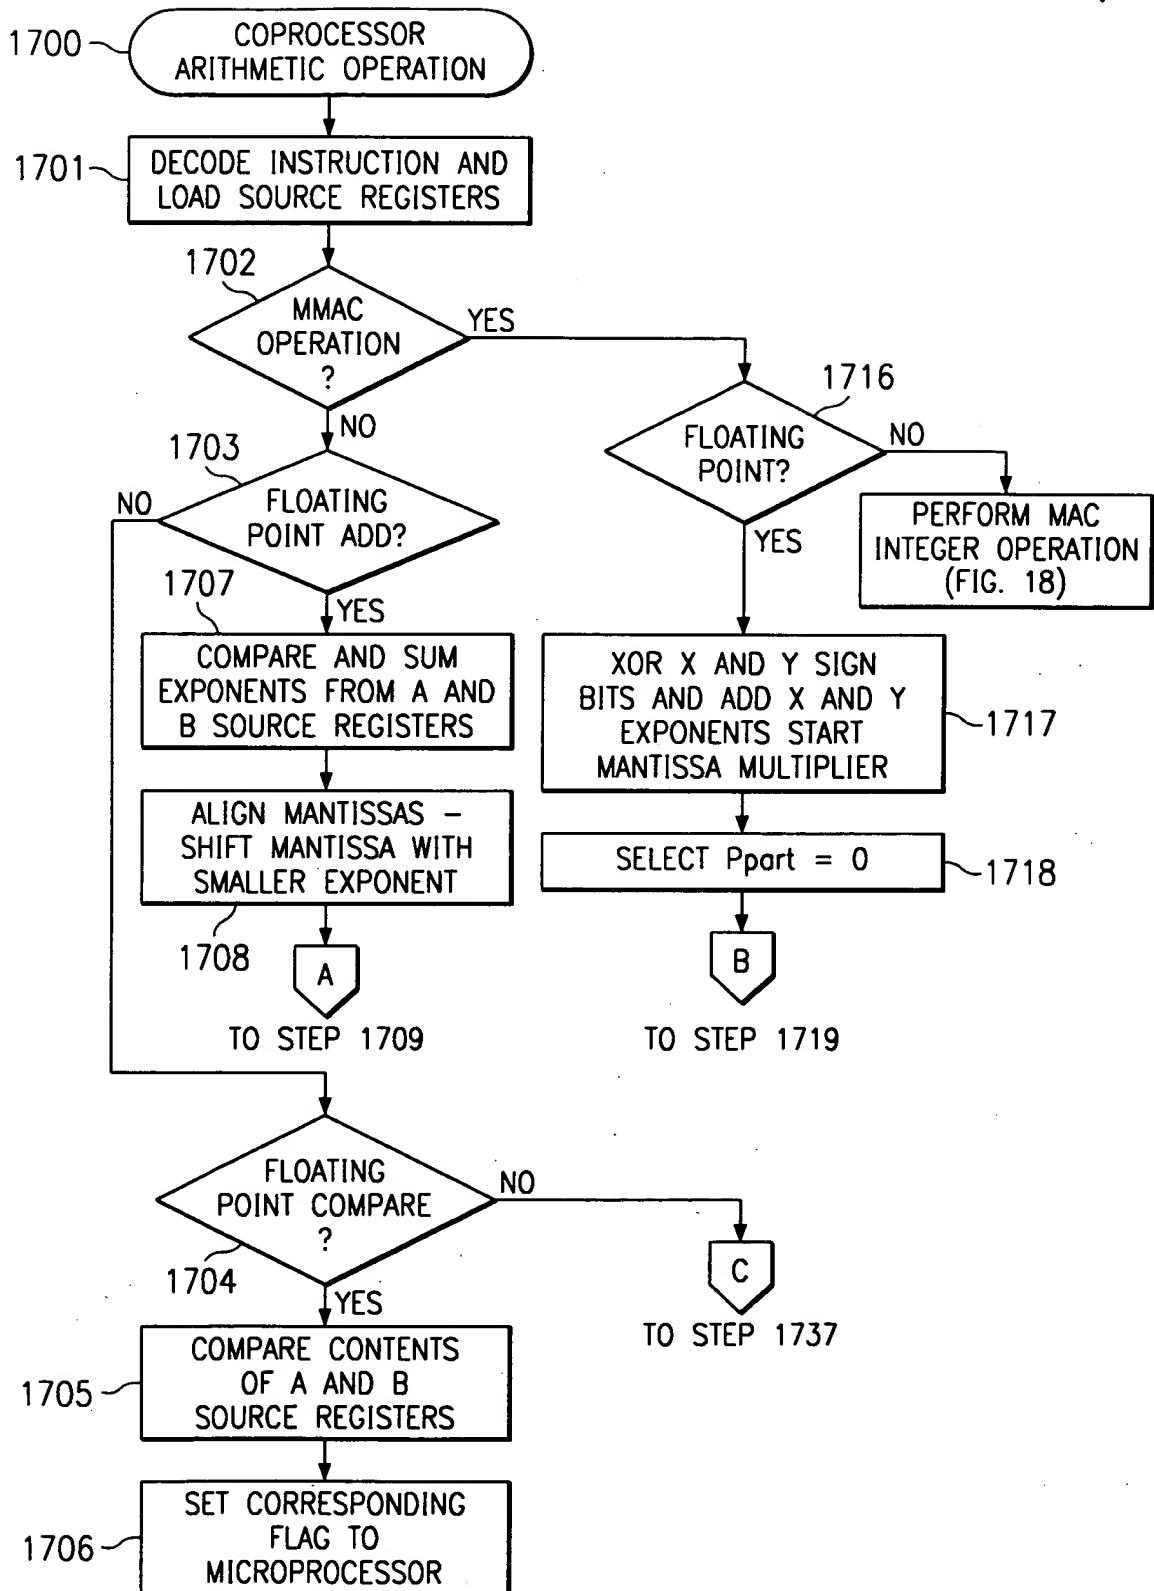 1700
COPROCESSOR
ARITHMETIC OPERATION
1701
DECODE INSTRUCTION AND
LOAD SOURCE REGISTERS
1702
MMAC
OPERATION
?
YES
NO
1716
FLOATING
POINT?
NO
YES
PERFORM MAC
INTEGER OPERATION
(FIG. 18)
1703
FLOATING
POINT ADD?
NO
YES
1707
COMPARE AND SUM
EXPONENTS FROM A AND
B SOURCE REGISTERS
XOR X AND Y SIGN
BITS AND ADD X AND Y
EXPONENTS START
MANTISSA MULTIPLIER
1717
ALIGN MANTISSAS –
SHIFT MANTISSA WITH
SMALLER EXPONENT
1708
SELECT Ppart = 0
1718
A
TO STEP 1709
B
TO STEP 1719
FLOATING
POINT COMPARE
?
1704
NO
YES
C
TO STEP 1737
1705
COMPARE CONTENTS
OF A AND B
SOURCE REGISTERS
1706
SET CORRESPONDING
FLAG TO
MICROPROCESSOR